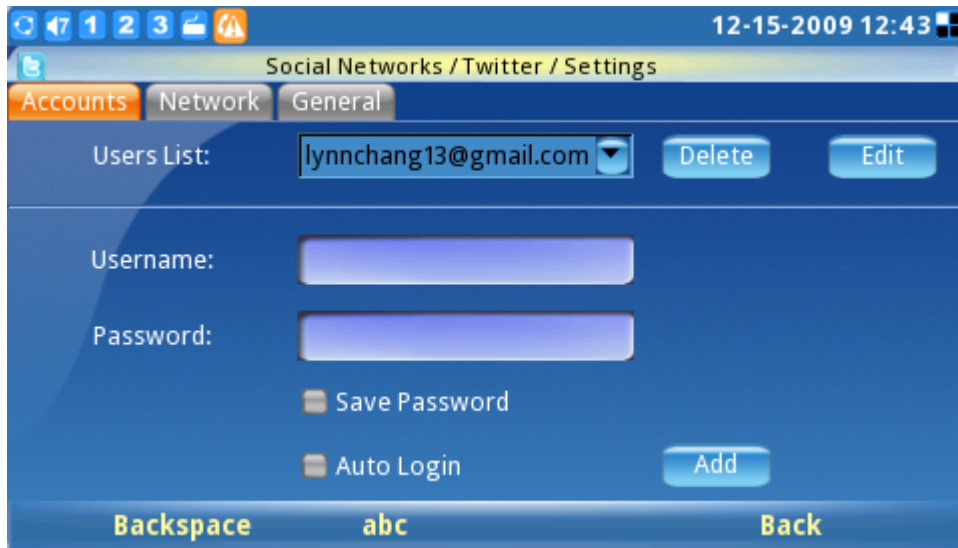 7 1 2 3 12-15-2009 12:43
Social Networks / Twitter / Settings
Accounts Network General
Users List: lynnchang13@gmail.com Delete Edit
Username:
Password:
Save Password
Auto Login Add
Backspace abc Back